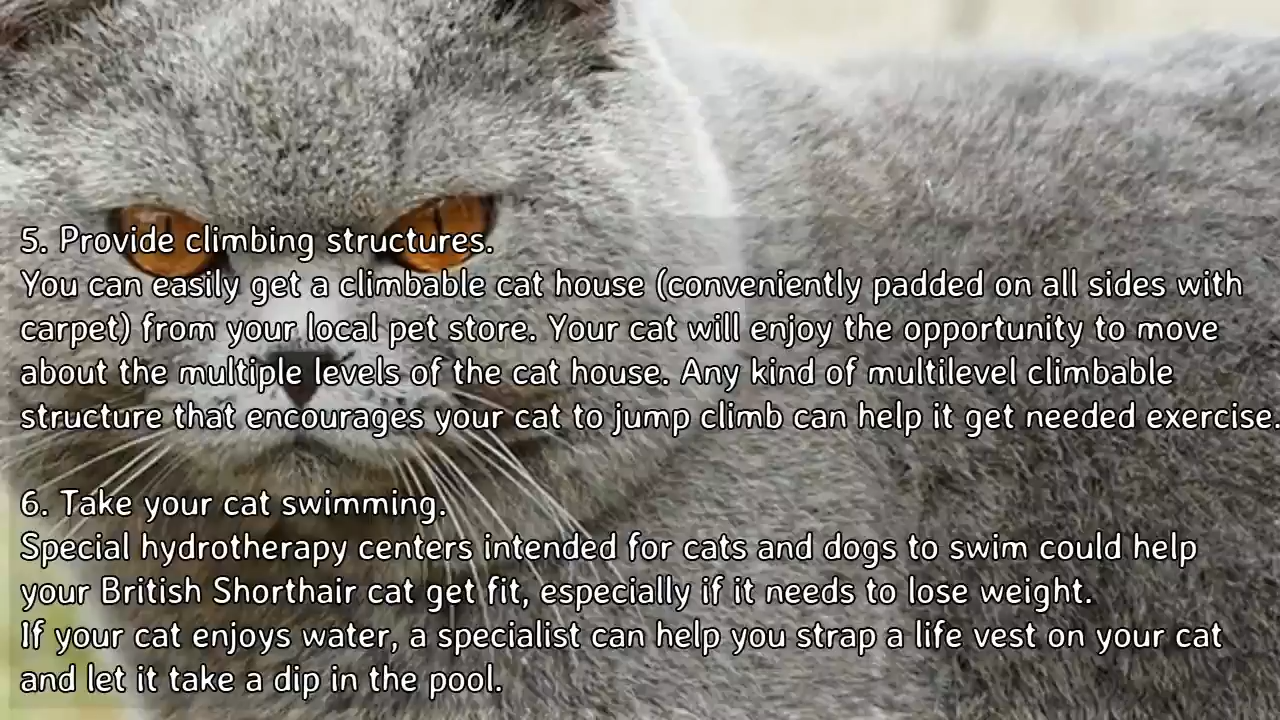 5. Provide climbing structures.
You can easily get a climbable cat house (conveniently padded on all sides with
carpet) from your local pet store. Your cat will enjoy the opportunity to move
about the multiple levels of the cat house. Any kind of multilevel climbable
structure that encourages your cat to jump climb can help it get needed exercise.
6. Take your cat swimming.
Special hydrotherapy centers intended for cats and dogs to swim could help
your British Shorthair cat get fit, especially if it needs to lose weight.
If your cat enjoys water, a specialist can help you strap a life vest on your cat
and let it take a dip in the pool.